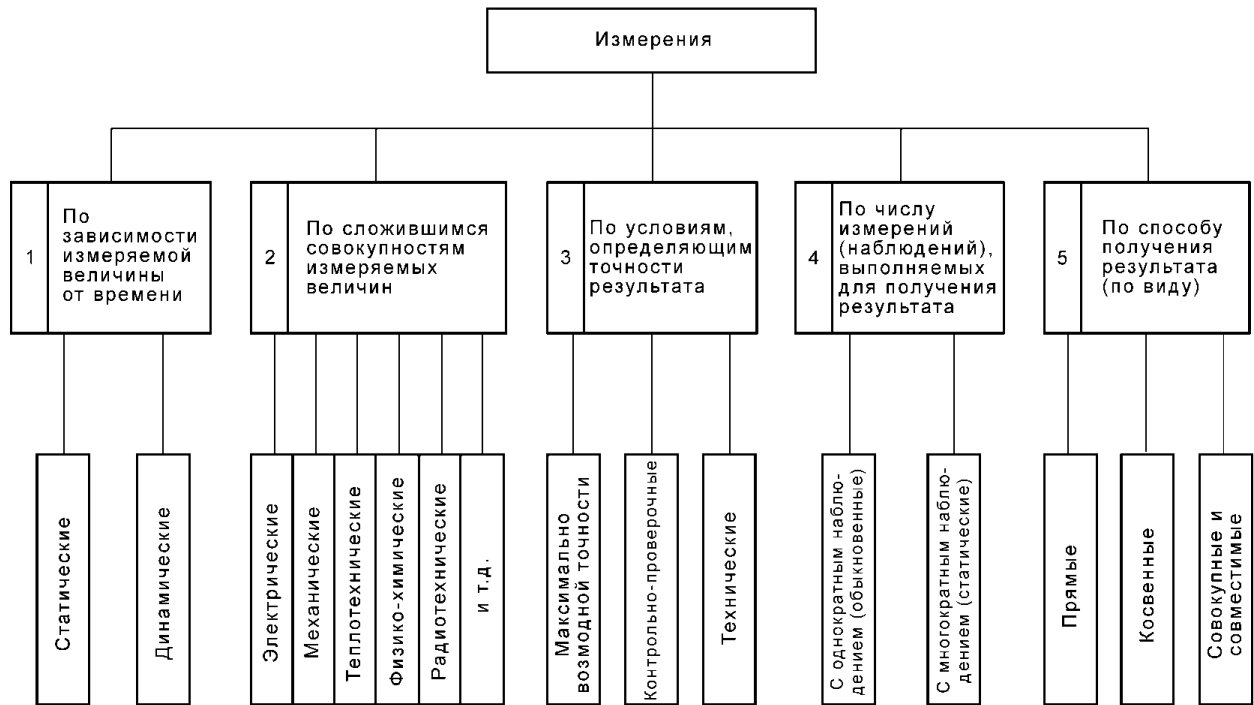 Измерения
1
По
зависимости
измеряемой
величины
от времени
2
По сложившимся
совокупностям
измеряемых
величин
3
По условиям,
определяющим
точности
результата
4
По числу
измерений
(наблюдений),
выполняемых
для получения
результата
5
По способу
получения
результата
(по виду)
Статические
Динамические
Электрические
Механические
Теплотехнические
Физико-химические
Радиотехнические
и т.д.
Максимально
возмодной точности
Контрольно-проверочные
Технические
С однократным наблю-
дением (обыкновенные)
С многократным наблю-
дением (статические)
Прямые
Косвенные
Совокупные и
совместимые